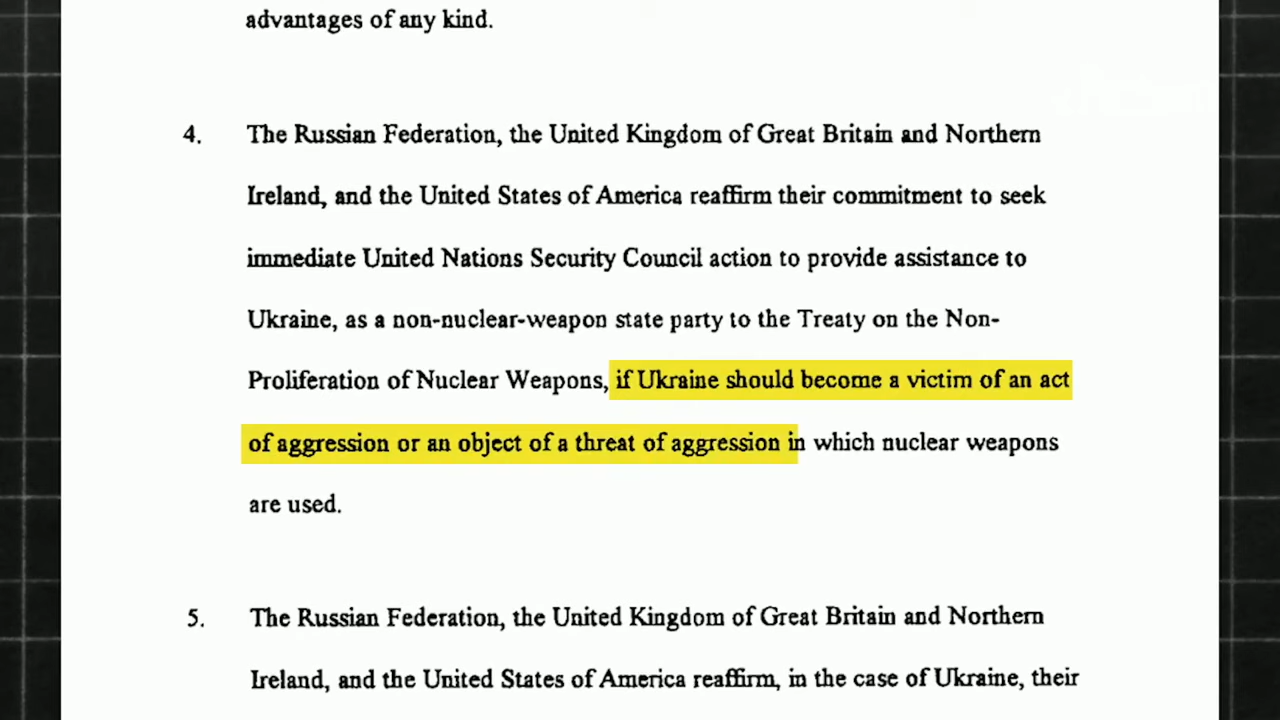 advantages of any kind.
4. The Russian Federation, the United Kingdom of Great Britain and Northern
Ireland, and the United States of America reaffirm their commitment to seek
immediate United Nations Security Council action to provide assistance to
Ukraine, as a non-nuclear-weapon state party to the Treaty on the Non-
Proliferation of Nuclear Weapons, if Ukraine should become a victim of an act
of aggression or an object of a threat of aggression in which nuclear weapons
are used.
5. The Russian Federation, the United Kingdom of Great Britain and Northern
Ireland, and the United States of America reaffirm, in the case of Ukraine, their